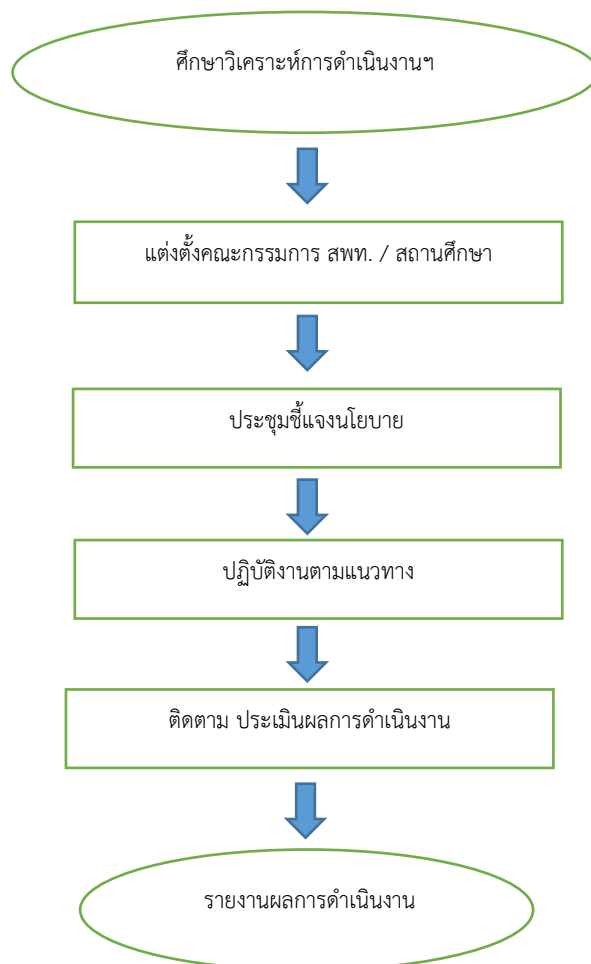 ศึกษาวิเคราะห์การดำเนินงานฯ
แต่งตั้งคณะกรรมการ สพท. / สถานศึกษา
ประชุมชี้แจงนโยบาย
ปฏิบัติงานตามแนวทาง
ติดตาม ประเมินผลการดำเนินงาน
รายงานผลการดำเนินงาน